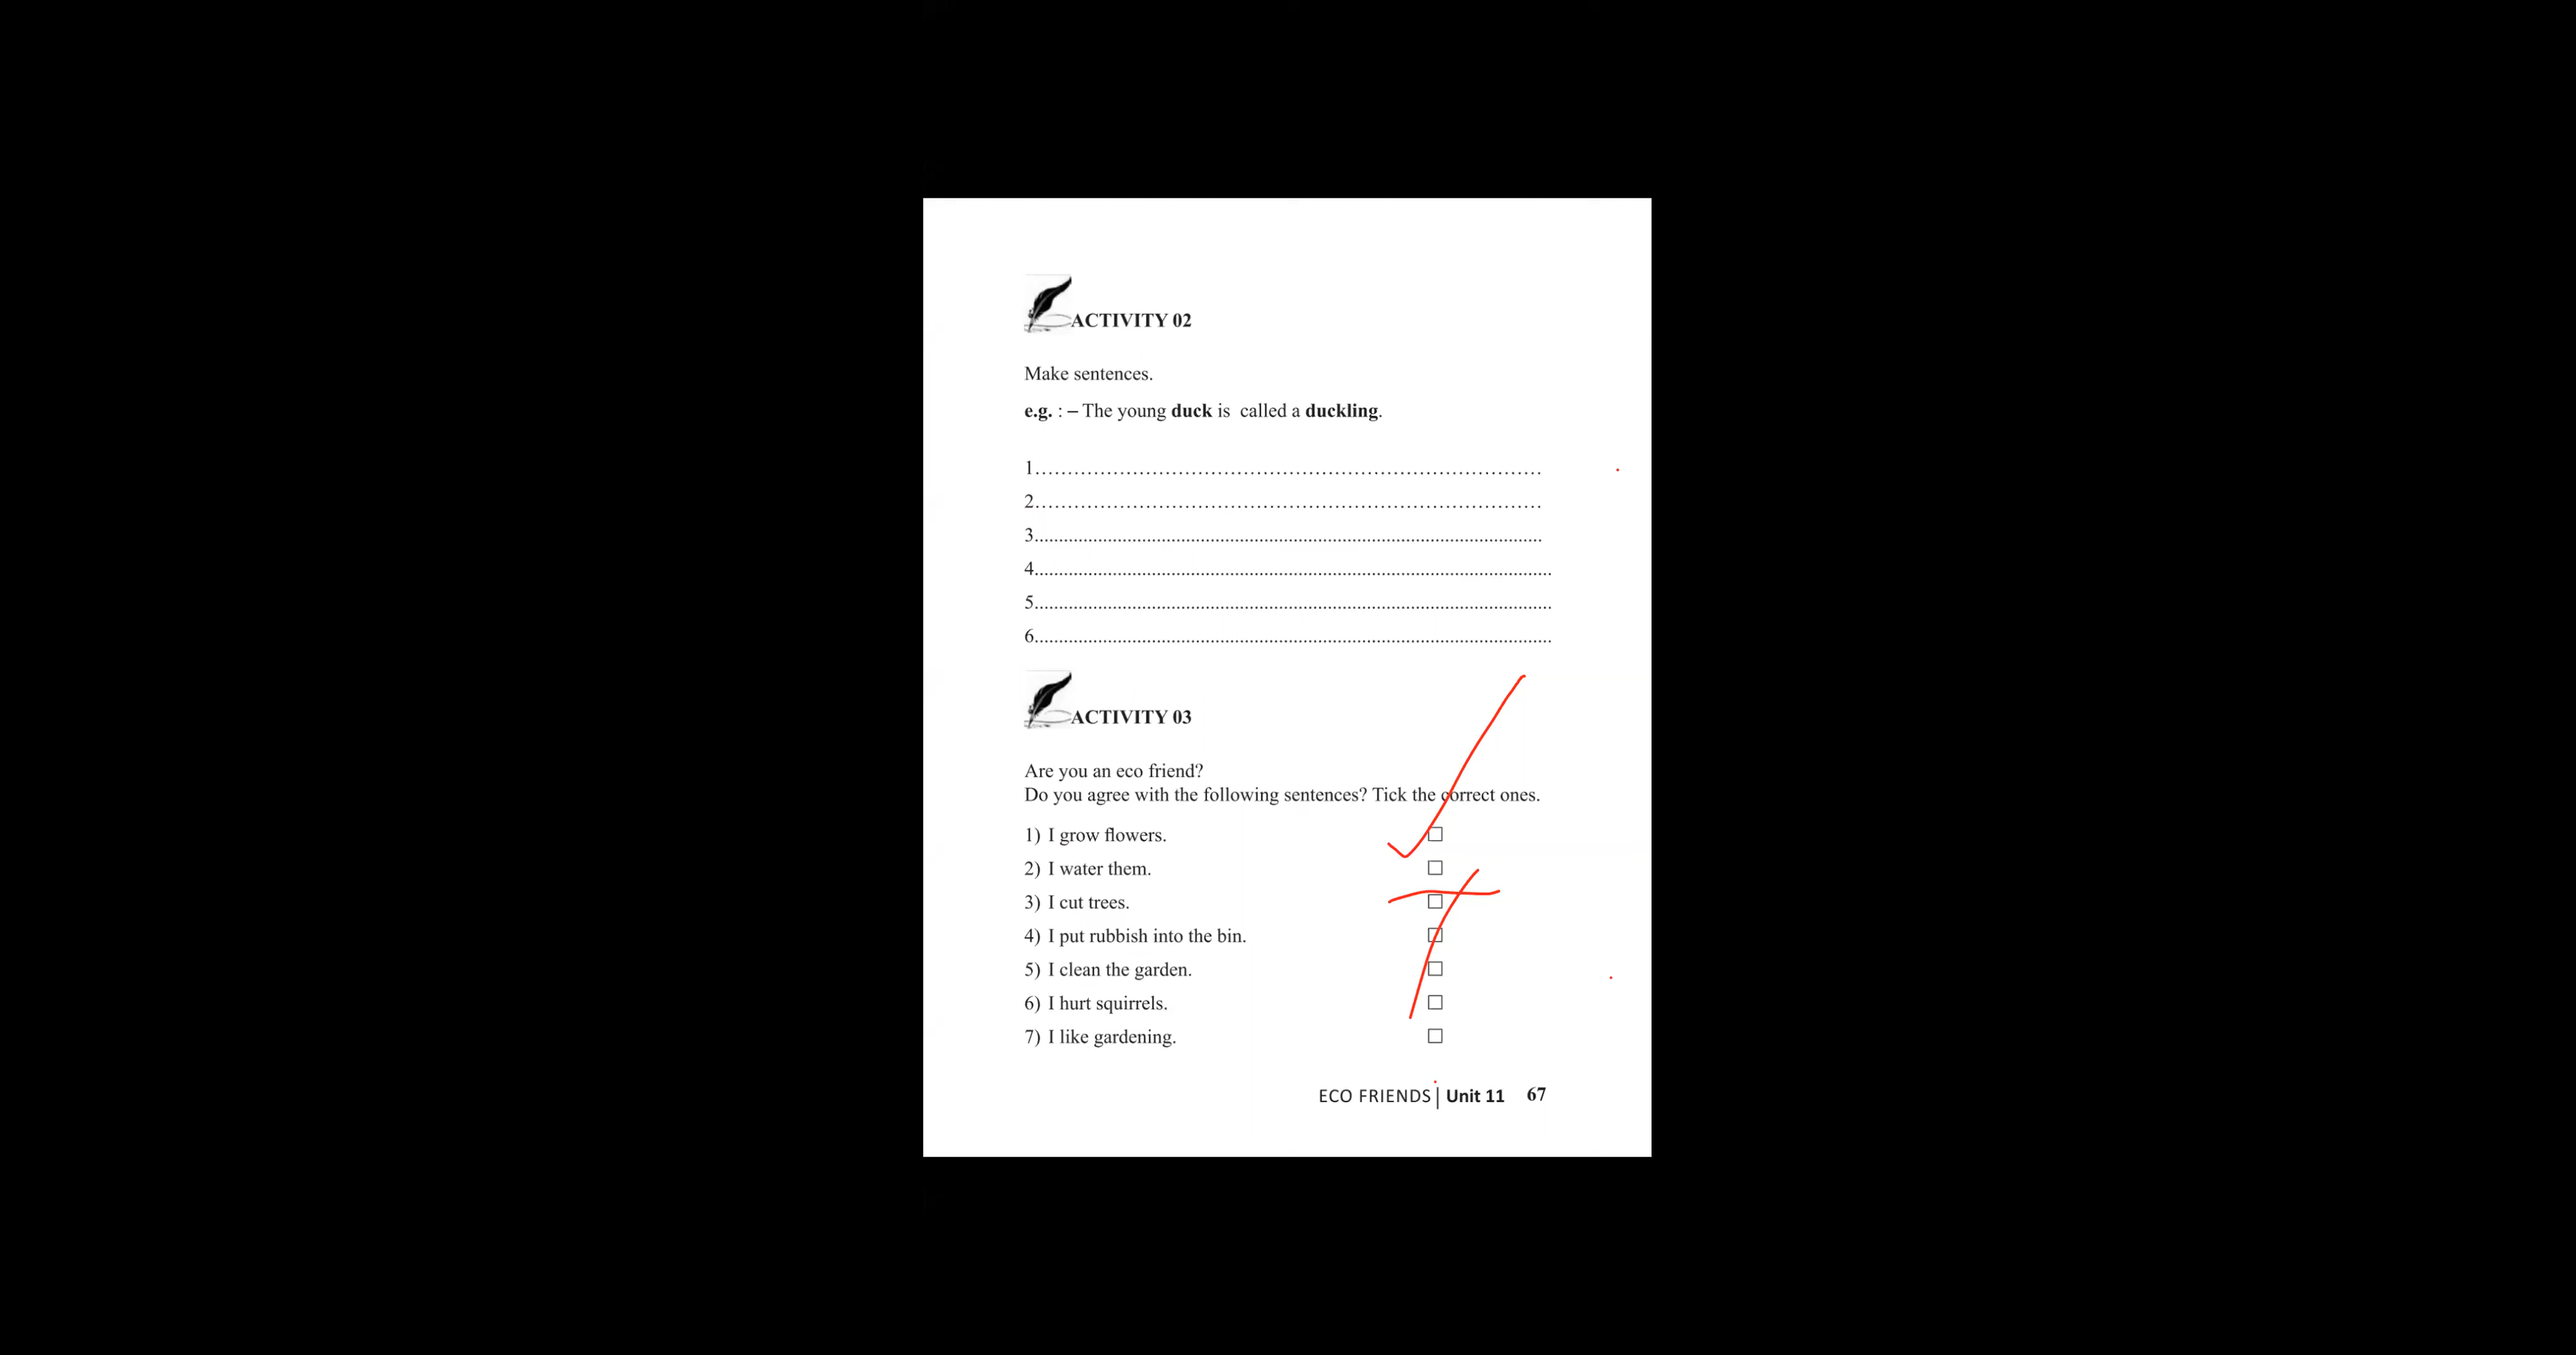 ACTIVITY 02
Make sentences.
e.g. : – The young duck is called a duckling.
1......................................................................
2......................................................................
3......................................................................
4......................................................................
5......................................................................
6......................................................................
ACTIVITY 03
Are you an eco friend?
Do you agree with the following sentences? Tick the correct ones.
1) I grow flowers. ☐
2) I water them. ☐
3) I cut trees. ☐
4) I put rubbish into the bin. ☐
5) I clean the garden. ☐
6) I hurt squirrels. ☐
7) I like gardening. ☐
ECO FRIENDS | Unit 11 67